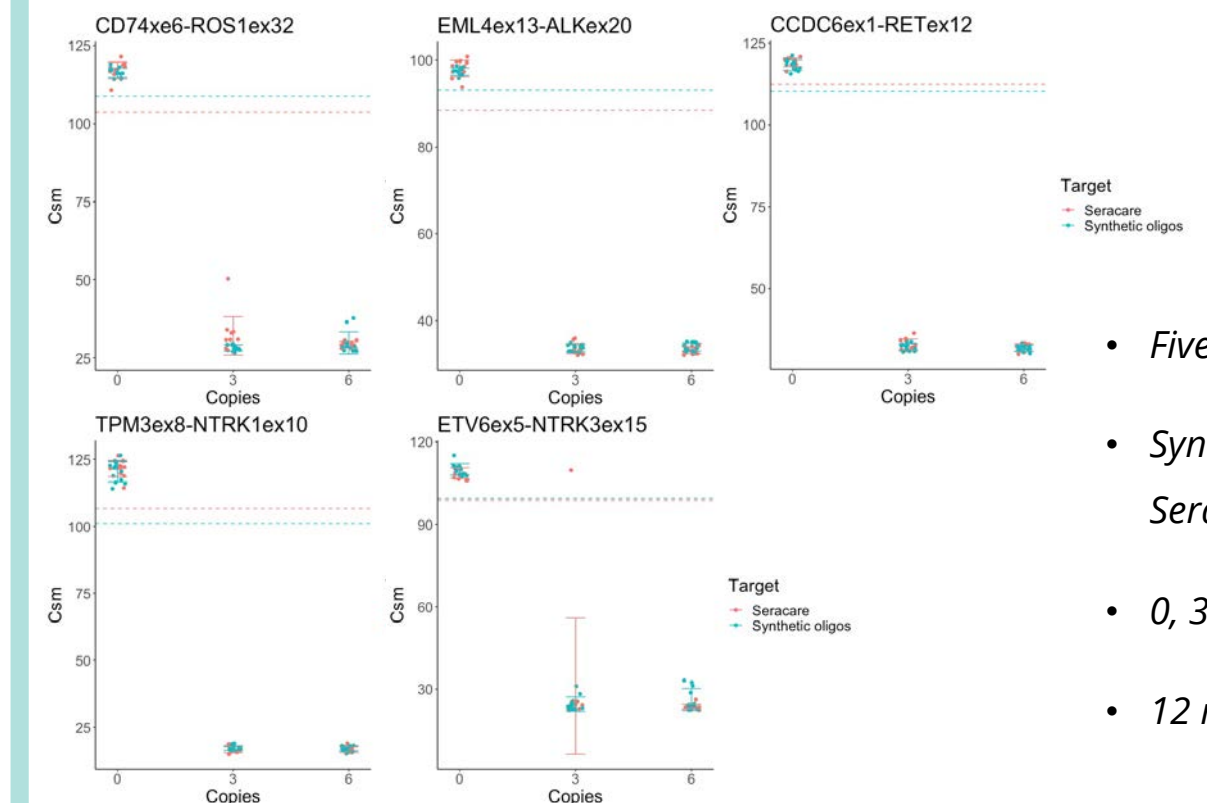 CD74xe6-ROS1ex32
125
100
75
50
25
Csm
0 3 6
Copies
EML4ex13-ALKex20
100
80
60
40
Csm
0 3 6
Copies
CCDC6ex1-RETex12
125
100
75
50
Csm
0 3 6
Copies
Target
Seracare
Synthetic oligos
TPM3ex8-NTRK1ex10
125
100
75
50
25
Csm
0 3 6
Copies
ETV6ex5-NTRK3ex15
120
90
60
30
Csm
0 3 6
Copies
Target
Seracare
Synthetic oligos
• Five
• Syn
Sera
• 0, 3
• 12